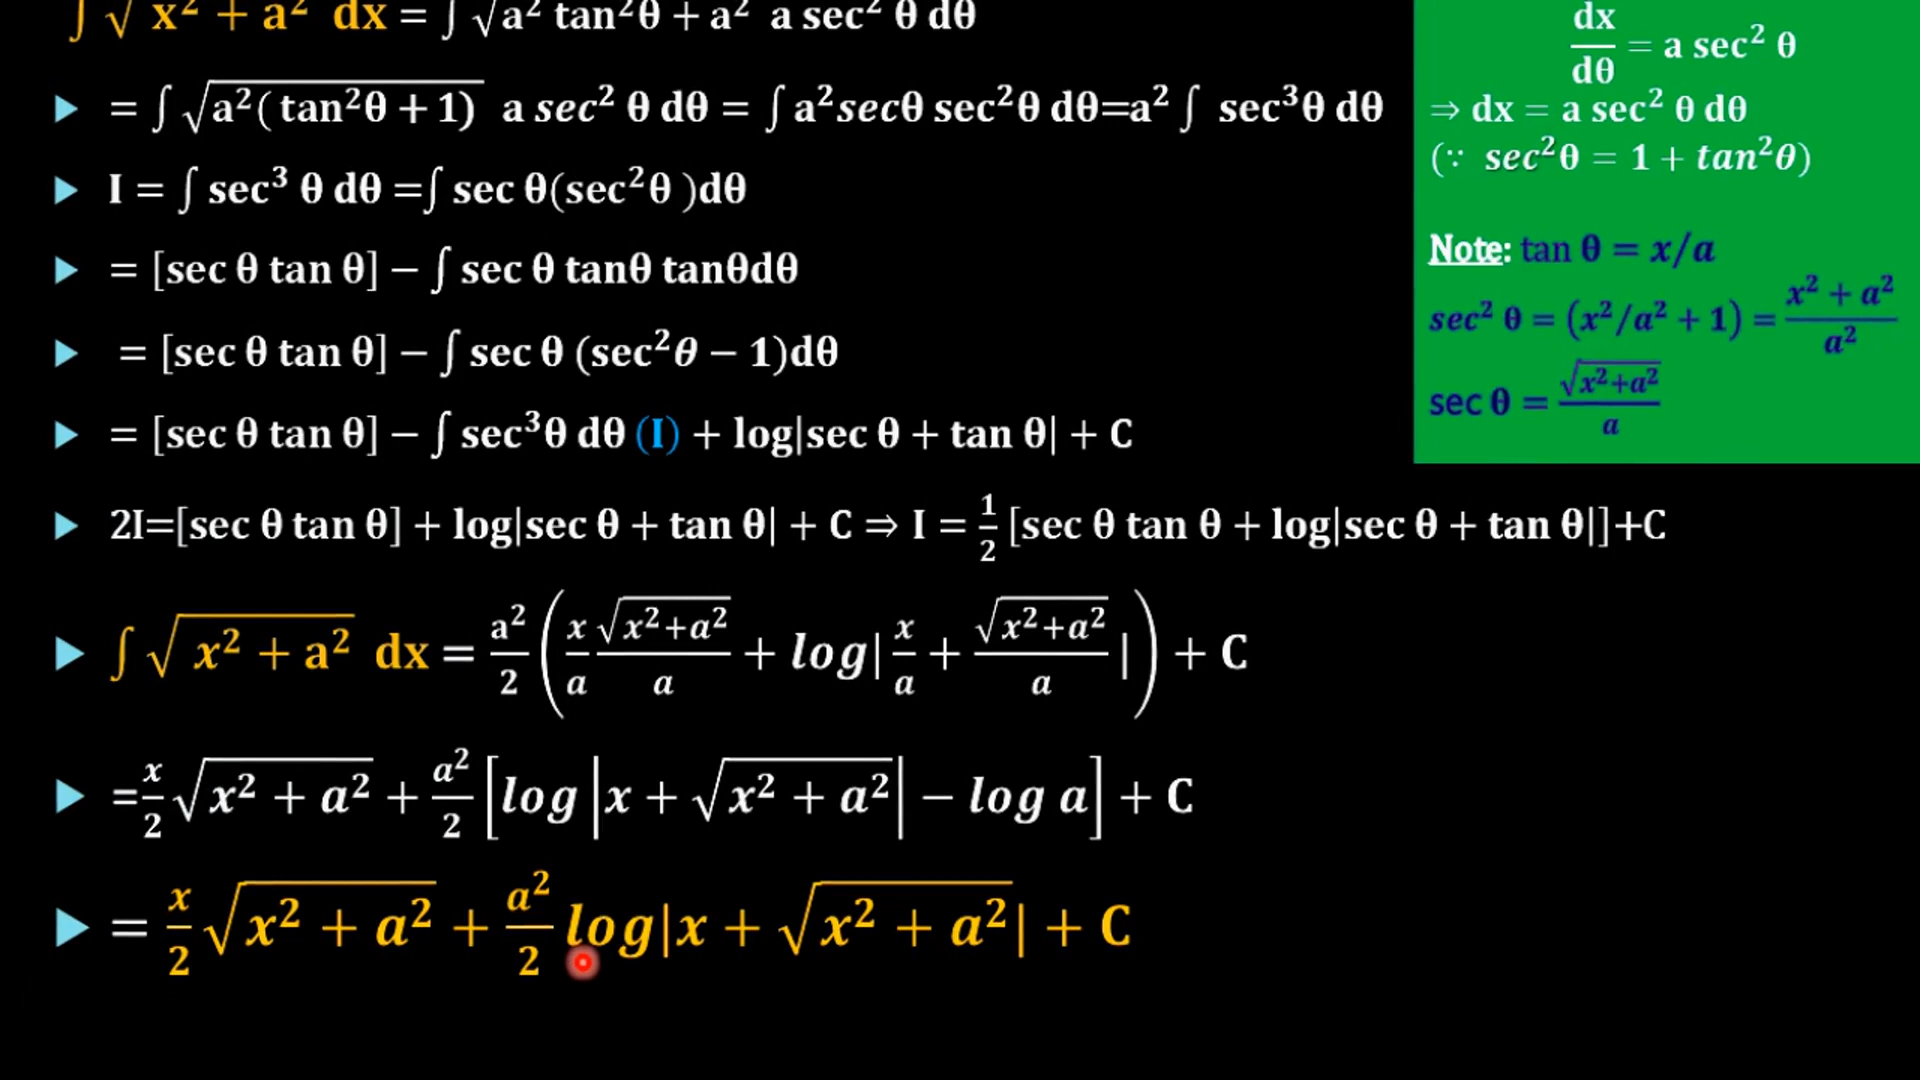 ∫ √ x² + a² dx = ∫ √a² tan²θ + a² a sec² θ dθ
= ∫ √a²( tan²θ + 1) a sec² θ dθ = ∫ a²secθ sec²θ dθ=a² ∫ sec³θ dθ
I = ∫ sec³ θ dθ =∫ sec θ(sec²θ )dθ
= [sec θ tan θ] − ∫ sec θ tanθ tanθdθ
= [sec θ tan θ] − ∫ sec θ (sec²θ − 1)dθ
= [sec θ tan θ] − ∫ sec³θ dθ (I) + log|sec θ + tan θ| + C
2I=[sec θ tan θ] + log|sec θ + tan θ| + C ⇒ I = 1/2 [sec θ tan θ + log|sec θ + tan θ|]+C
∫ √ x² + a² dx = a²/2 (x/a √x²+a²/a + log|x/a + √x²+a²/a|) + C
=x/2 √x² + a² + a²/2 [log |x + √x² + a²| − log a] + C
= x/2 √x² + a² + a²/2 log|x + √x² + a²| + C
dx/dθ = a sec² θ
⇒ dx = a sec² θ dθ
(∵ sec²θ = 1 + tan²θ)
Note: tan θ = x/a
sec² θ = (x²/a² + 1) = x² + a²/a²
sec θ = √x²+a²/a